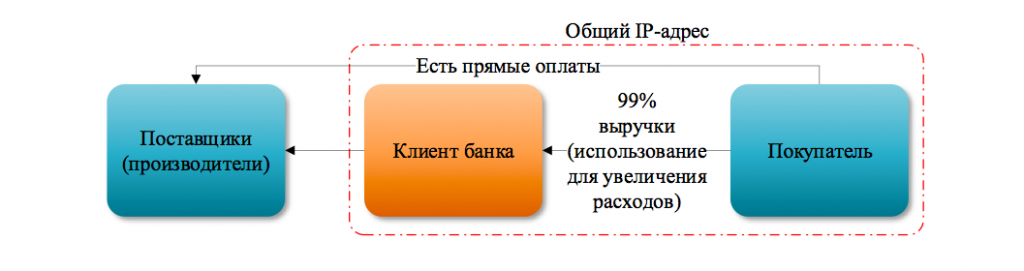 Общий IP-адрес
Есть прямые оплаты
Поставщики
(производители)
Клиент банка
99%
выручки
(использование
для увеличения
расходов)
Покупатель